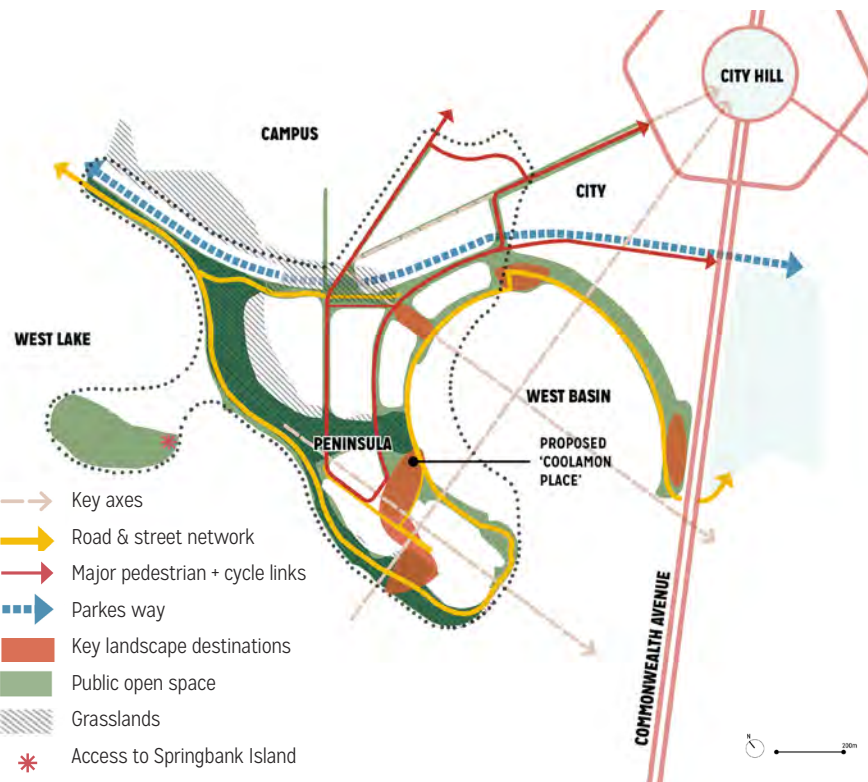 CITY HILL
CAMPUS
CITY
WEST LAKE
WEST BASIN
PENINSULA
PROPOSED
'COOLAMON
PLACE'
Key axes
Road & street network
Major pedestrian + cycle links
Parkes way
Key landscape destinations
Public open space
Grasslands
Access to Springbank Island
COMMONWEALTH AVENUE
N
200m